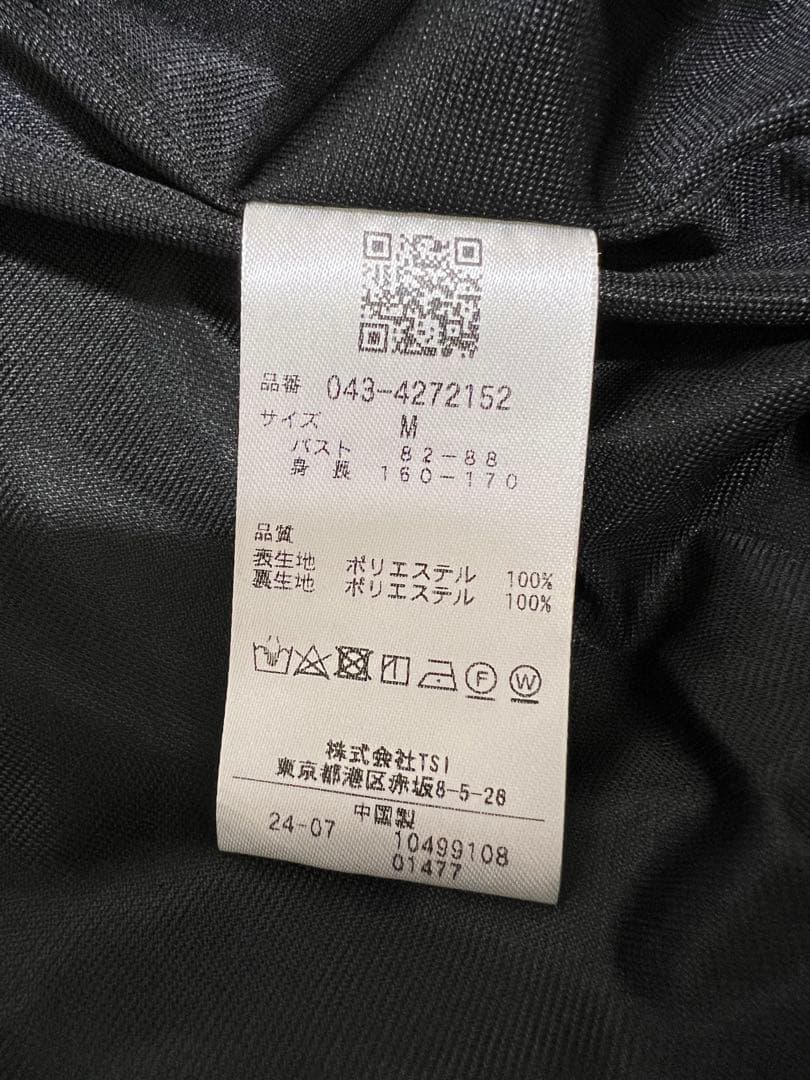 品番 043-4272152
サイズ M
バスト 82-88
身長 160-170
品質
表生地 ポリエステル 100%
裏生地 ポリエステル 100%
F W
株式会社TSI
東京都港区赤坂8-5-28
中国製
24-07 10499108
01477